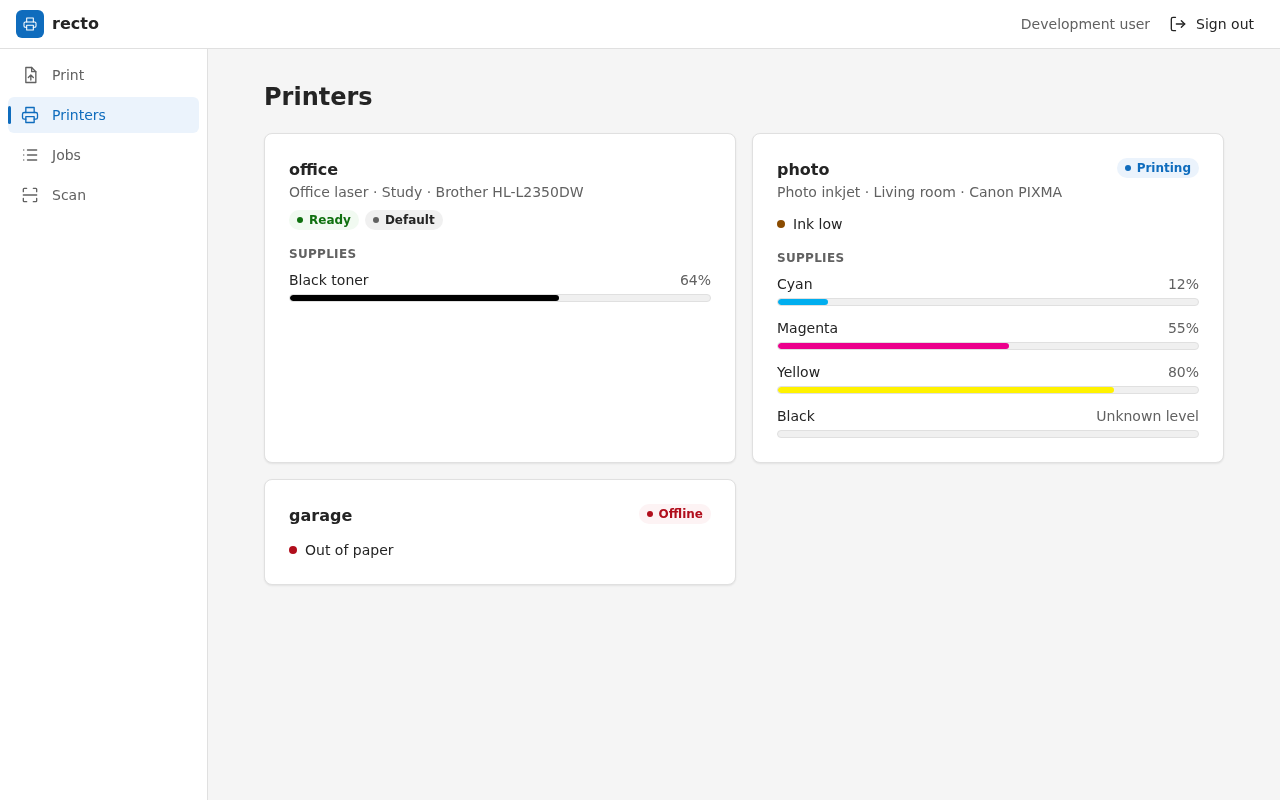 recto
Development user
Sign out
Print
Printers
Jobs
Scan
Printers
office
Office laser · Study · Brother HL-L2350DW
Ready
Default
SUPPLIES
Black toner 64%
photo
Printing
Photo inkjet · Living room · Canon PIXMA
Ink low
SUPPLIES
Cyan 12%
Magenta 55%
Yellow 80%
Black Unknown level
garage
Offline
Out of paper